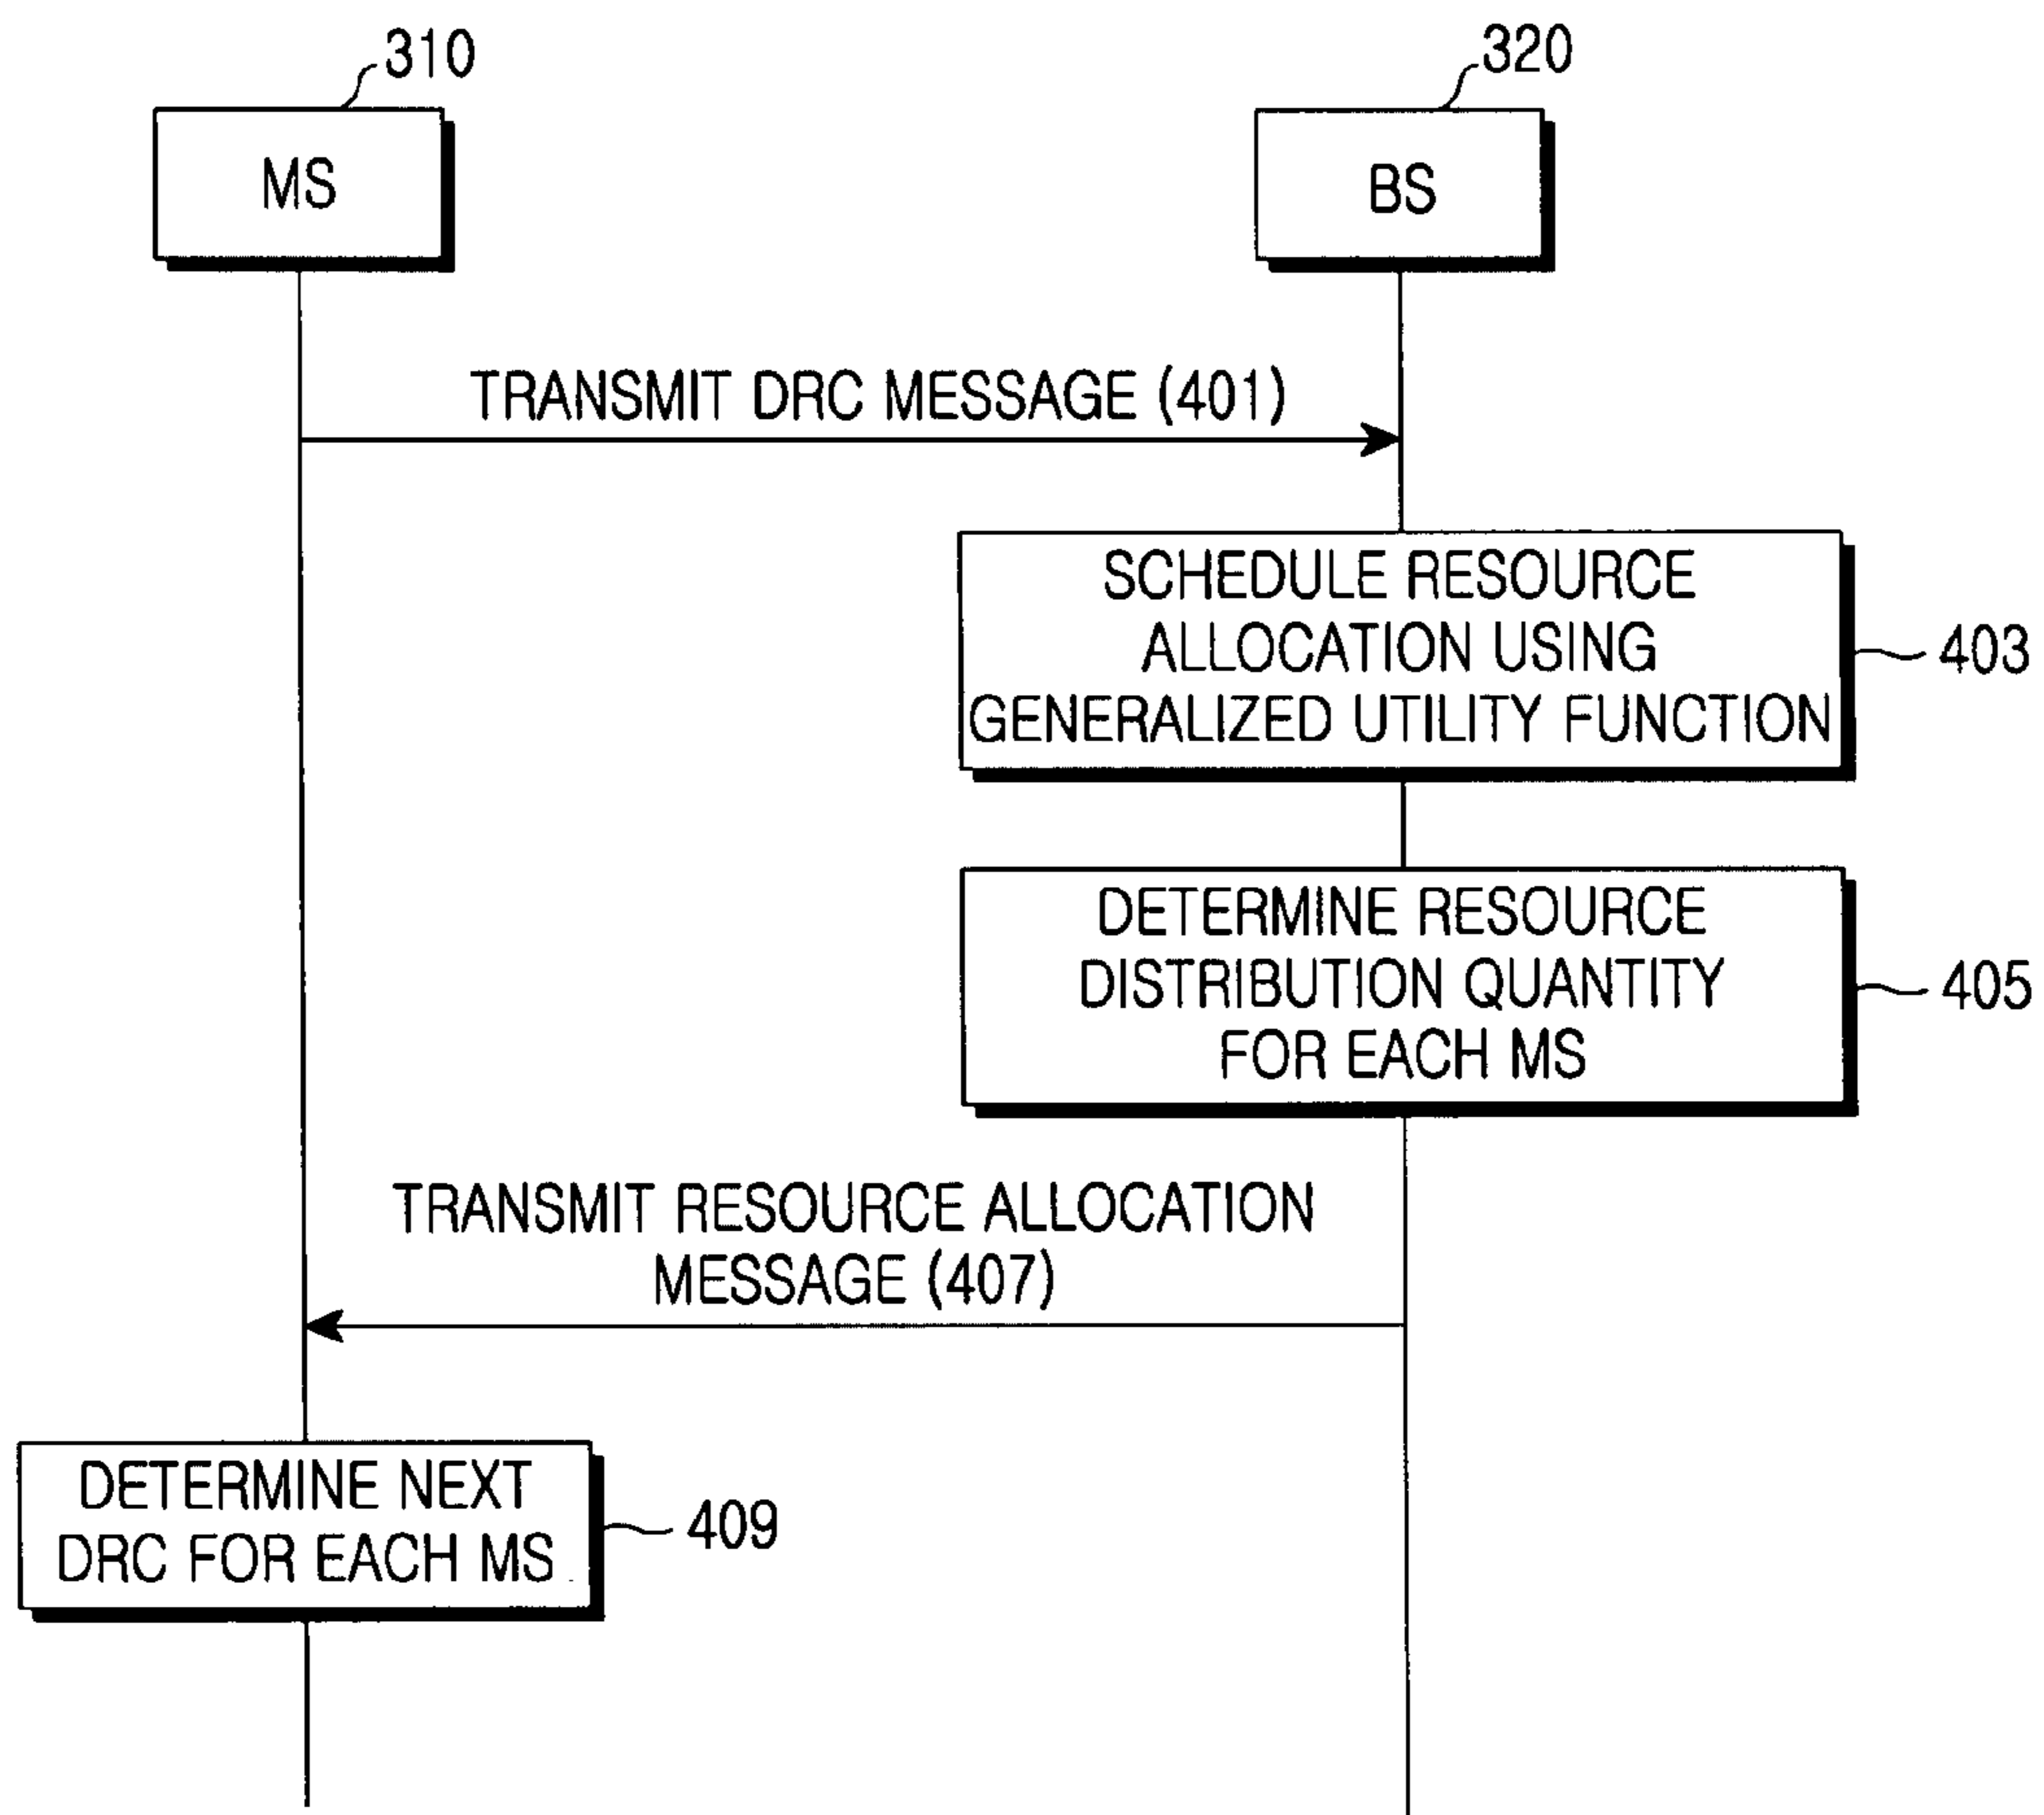 310
320
MS
BS
TRANSMIT DRC MESSAGE (401)
SCHEDULE RESOURCE
ALLOCATION USING
GENERALIZED UTILITY FUNCTION
403
DETERMINE RESOURCE
DISTRIBUTION QUANTITY
FOR EACH MS
405
TRANSMIT RESOURCE ALLOCATION
MESSAGE (407)
DETERMINE NEXT
DRC FOR EACH MS
409